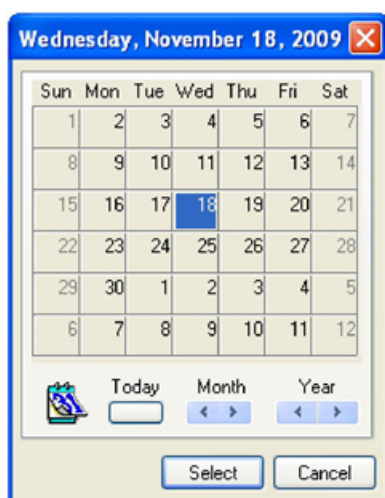 Wednesday, November 18, 2009
Sun Mon Tue Wed Thu Fri Sat
1 2 3 4 5 6 7
8 9 10 11 12 13 14
15 16 17 18 19 20 21
22 23 24 25 26 27 28
29 30 1 2 3 4 5
6 7 8 9 10 11 12
Today Month Year
Select Cancel